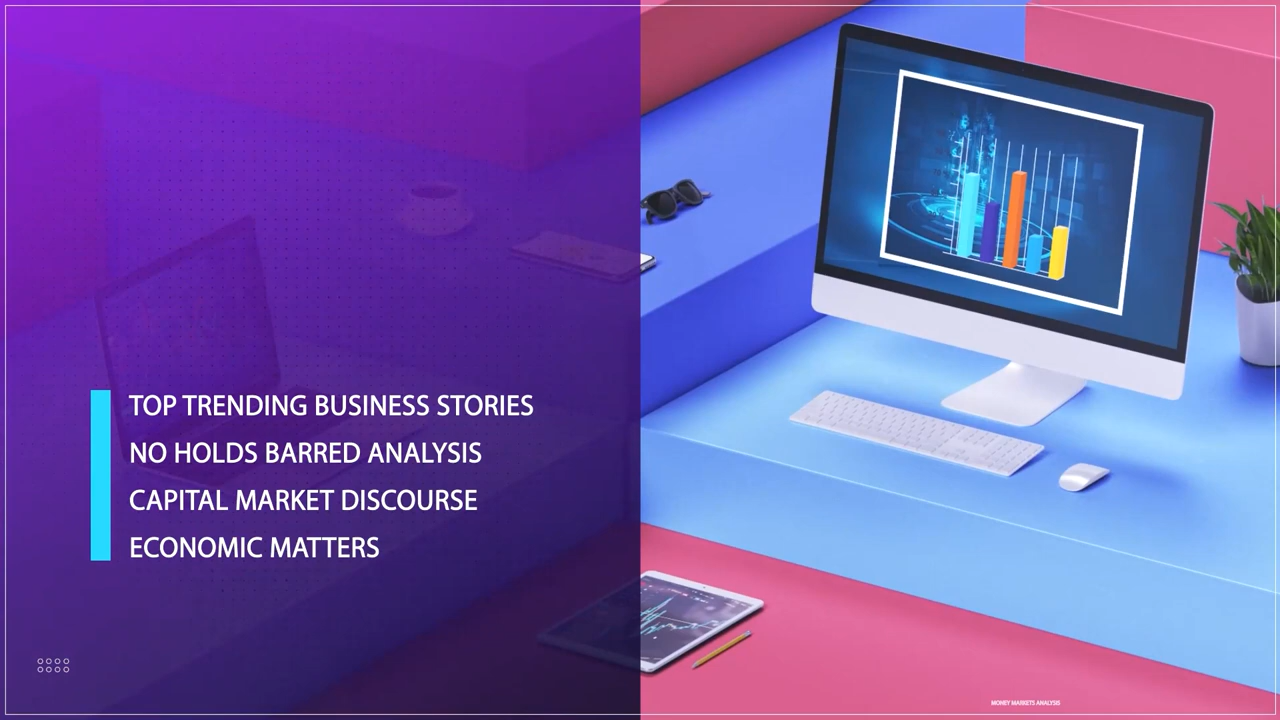 TOP TRENDING BUSINESS STORIES
NO HOLDS BARRED ANALYSIS
CAPITAL MARKET DISCOURSE
ECONOMIC MATTERS
MONEY MARKETS ANALYSIS